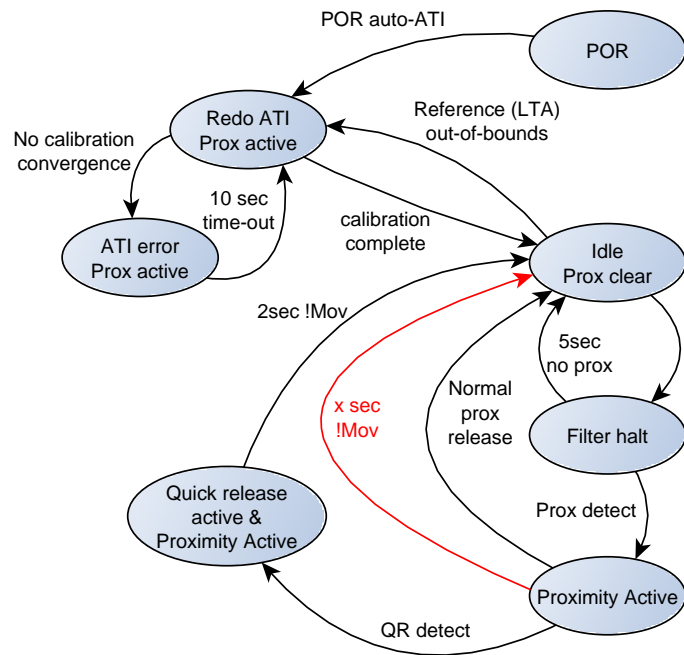 POR auto-ATI
POR
Redo ATI
Prox active
Reference (LTA)
out-of-bounds
No calibration
convergence
10 sec
time-out
calibration
complete
ATI error
Prox active
Idle
Prox clear
2sec !Mov
5sec
no prox
x sec
!Mov
Normal
prox
release
Filter halt
Quick release
active &
Proximity Active
Prox detect
Proximity Active
QR detect